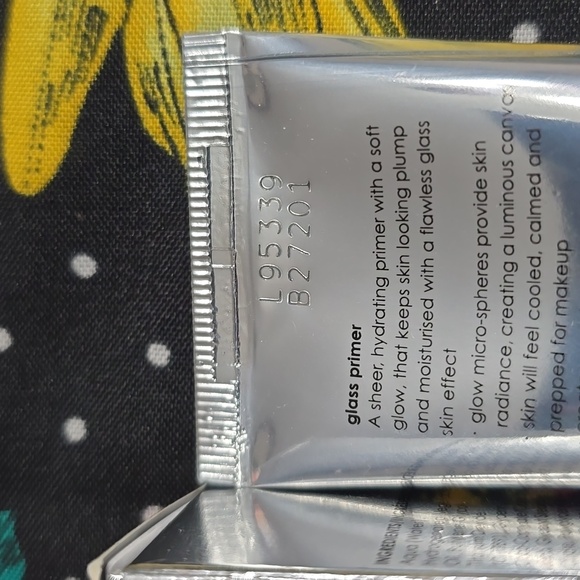 L95339
B27201
glass primer
A sheer, hydrating primer with a soft
glow, that keeps skin looking plump
and moisturised with a flawless glass
skin effect
· glow micro-spheres provide skin
radiance, creating a luminous canvas
· skin will feel cooled, calmed and
prepped for makeup